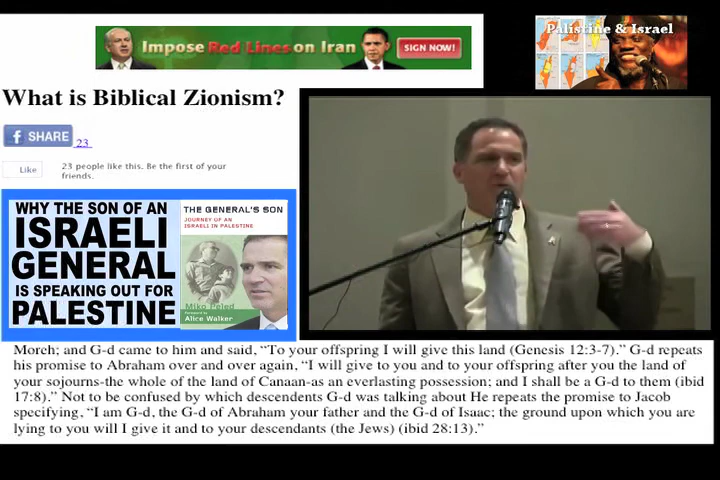 Impose Red Lines on Iran
SIGN NOW!
Palistine & Israel
What is Biblical Zionism?
f SHARE 23
Like 23 people like this. Be the first of your
friends.
WHY THE SON OF AN
ISRAELI
GENERAL
IS SPEAKING OUT FOR
PALESTINE
THE GENERAL'S SON
JOURNEY OF AN
ISRAELI IN PALESTINE
Miko Peled
Foreword by
Alice Walker
Moreh; and G-d came to him and said, “To your offspring I will give this land (Genesis 12:3-7).” G-d repeats
his promise to Abraham over and over again, “I will give to you and to your offspring after you the land of
your sojourns-the whole of the land of Canaan-as an everlasting possession; and I shall be a G-d to them (ibid
17:8).” Not to be confused by which descendents G-d was talking about He repeats the promise to Jacob
specifying, “I am G-d, the G-d of Abraham your father and the G-d of Isaac; the ground upon which you are
lying to you will I give it and to your descendants (the Jews) (ibid 28:13).”